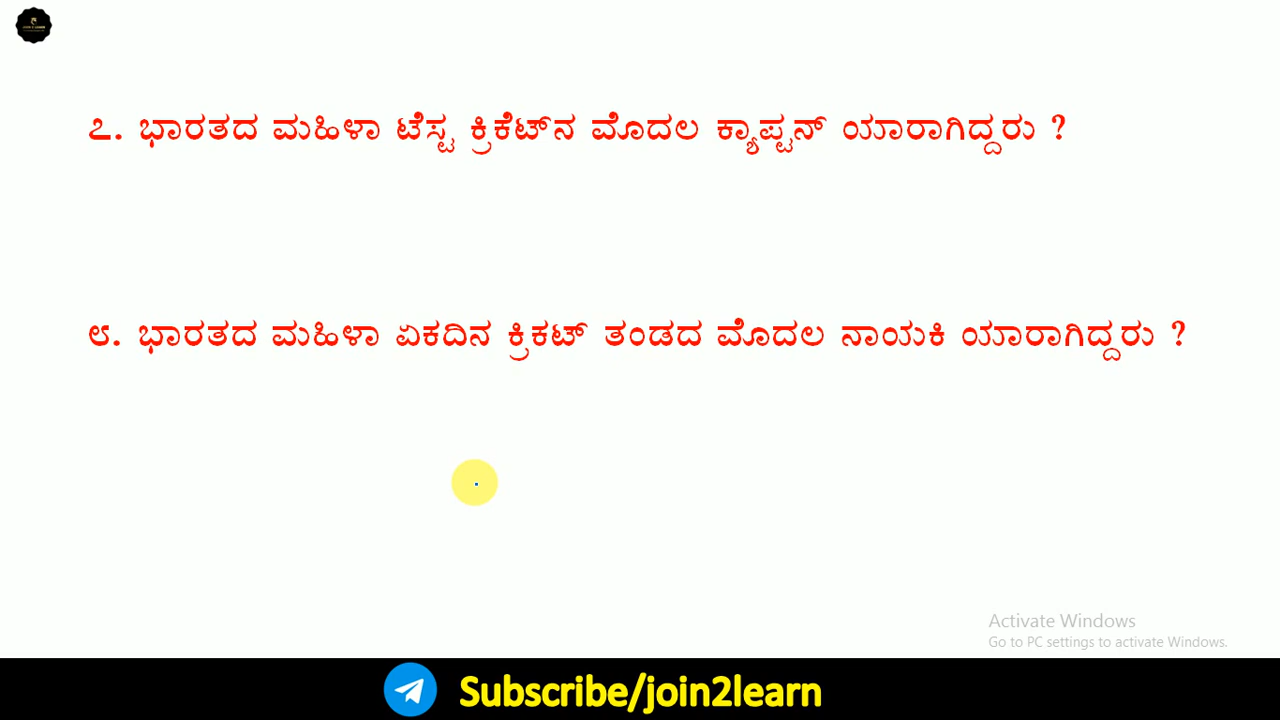 ೭. ಭಾರತದ ಮಹಿಳಾ ಟೆಸ್ಟ ಕ್ರಿಕೆಟ್‌ನ ಮೊದಲ ಕ್ಯಾಪ್ಟನ್ ಯಾರಾಗಿದ್ದರು ?
೮. ಭಾರತದ ಮಹಿಳಾ ಏಕದಿನ ಕ್ರಿಕಟ್ ತಂಡದ ಮೊದಲ ನಾಯಕಿ ಯಾರಾಗಿದ್ದರು ?
Activate Windows
Go to PC settings to activate Windows.
Subscribe/join2learn